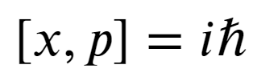 [x, p] = iħ